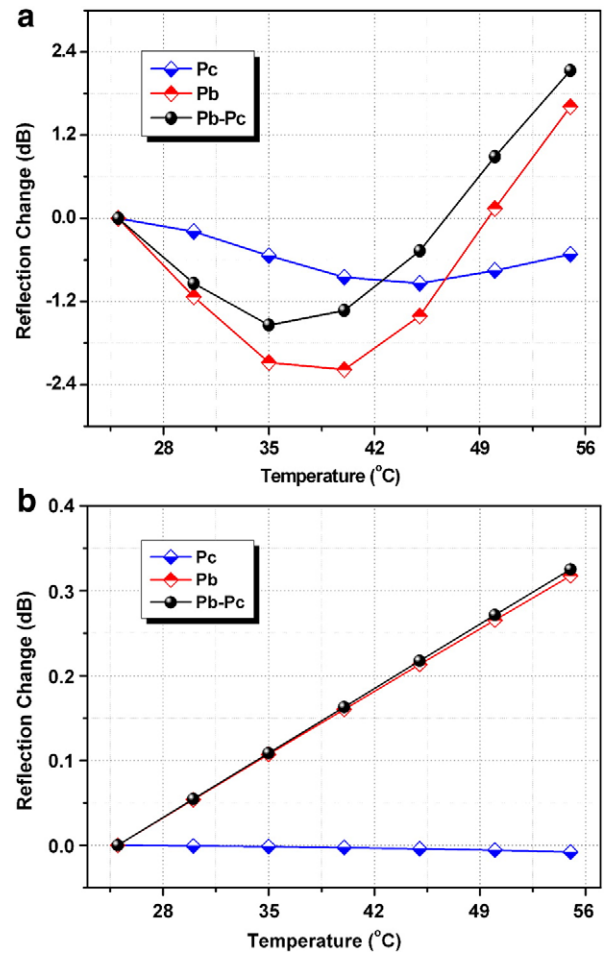 a
2.4
1.2
0.0
-1.2
-2.4
Reflection Change (dB)
Pc
Pb
Pb-Pc
28 35 42 49 56
Temperature (°C)
b
0.4
0.3
0.2
0.1
0.0
Reflection Change (dB)
Pc
Pb
Pb-Pc
28 35 42 49 56
Temperature (°C)